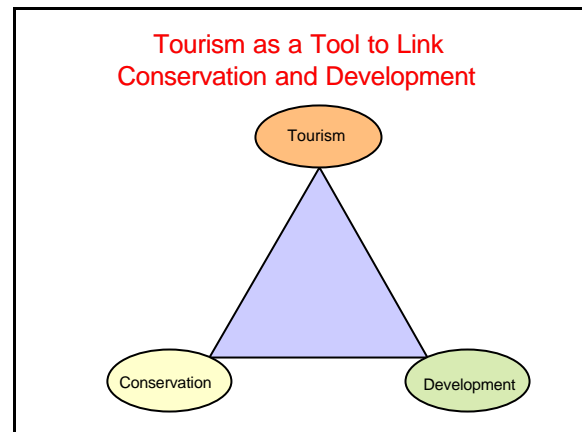 Tourism as a Tool to Link
Conservation and Development
Tourism
Conservation
Development